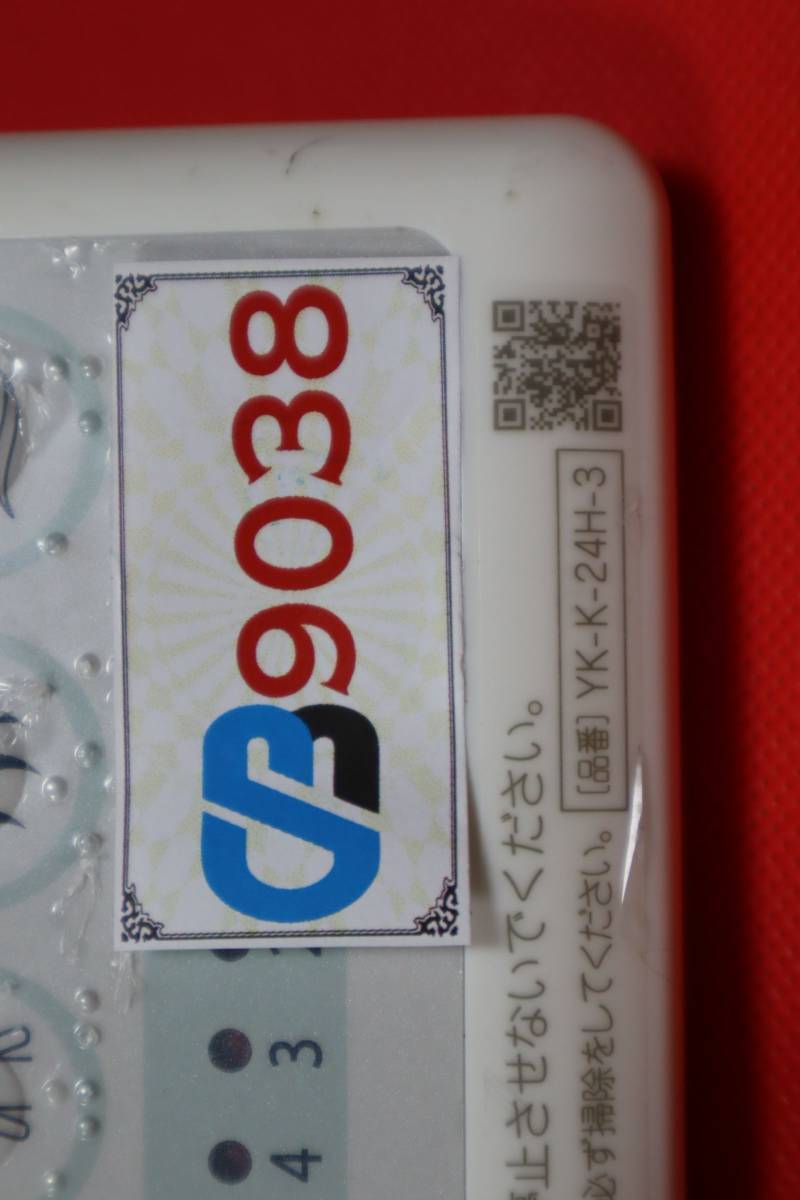 9038
[品番] YK-K-24H-3
止させないでください。
必ず掃除をしてください。
3
4